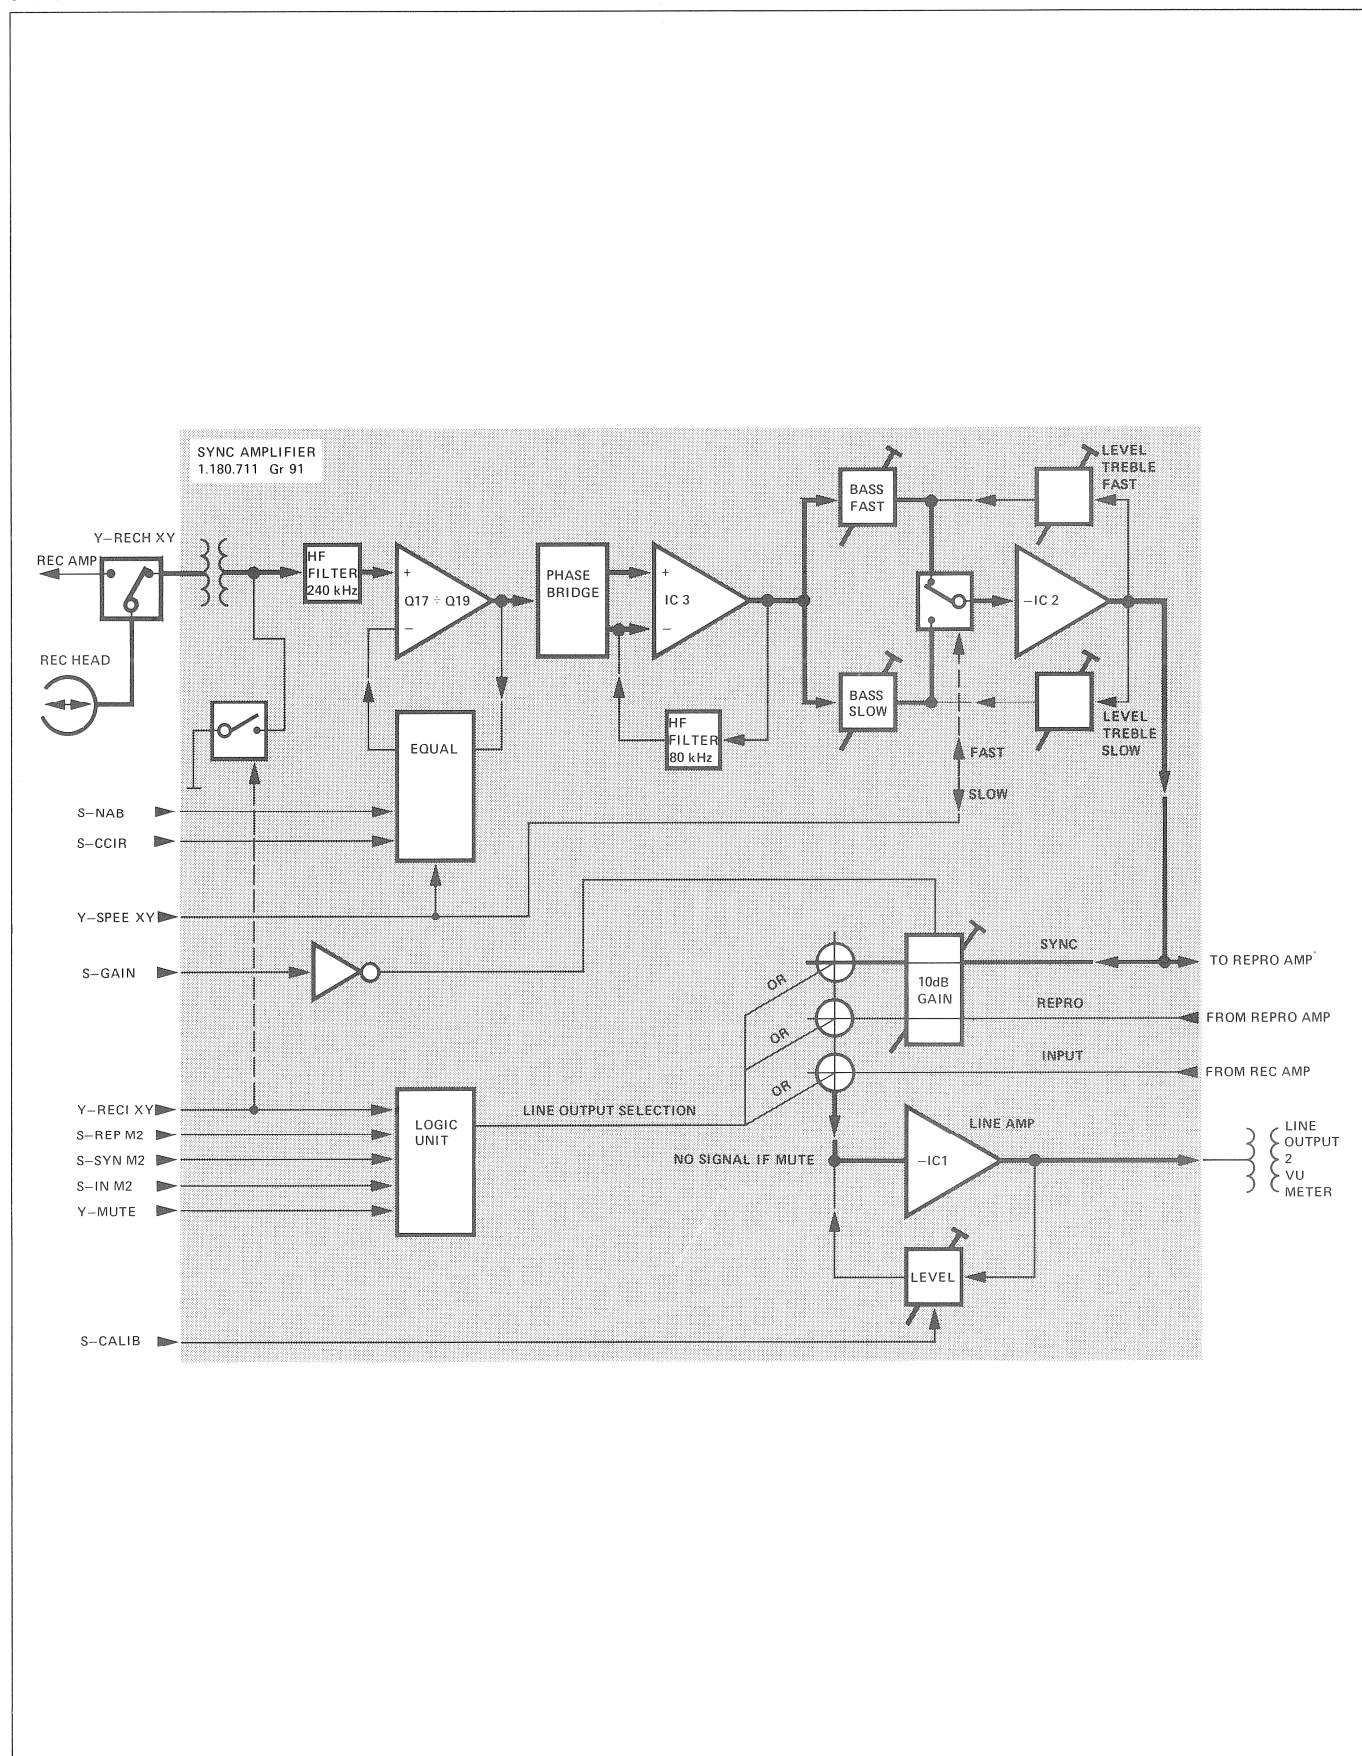 SYNC AMPLIFIER
1.180.711 Gr 91
LEVEL
TREBLE
FAST
BASS
FAST
Y–RECH XY
REC AMP
HF
FILTER
240 kHz
+
Q17 ÷ Q19
–
PHASE
BRIDGE
+
IC 3
–
–IC 2
REC HEAD
BASS
SLOW
LEVEL
TREBLE
SLOW
EQUAL
HF
FILTER
80 kHz
FAST
SLOW
S–NAB
S–CCIR
Y–SPEE XY
S–GAIN
SYNC
TO REPRO AMP
10dB
GAIN
OR
REPRO
FROM REPRO AMP
OR
INPUT
FROM REC AMP
OR
Y–RECI XY
S–REP M2
S–SYN M2
S–IN M2
Y–MUTE
LOGIC
UNIT
LINE OUTPUT SELECTION
LINE AMP
NO SIGNAL IF MUTE
–IC1
LINE
OUTPUT
2
VU
METER
LEVEL
S–CALIB